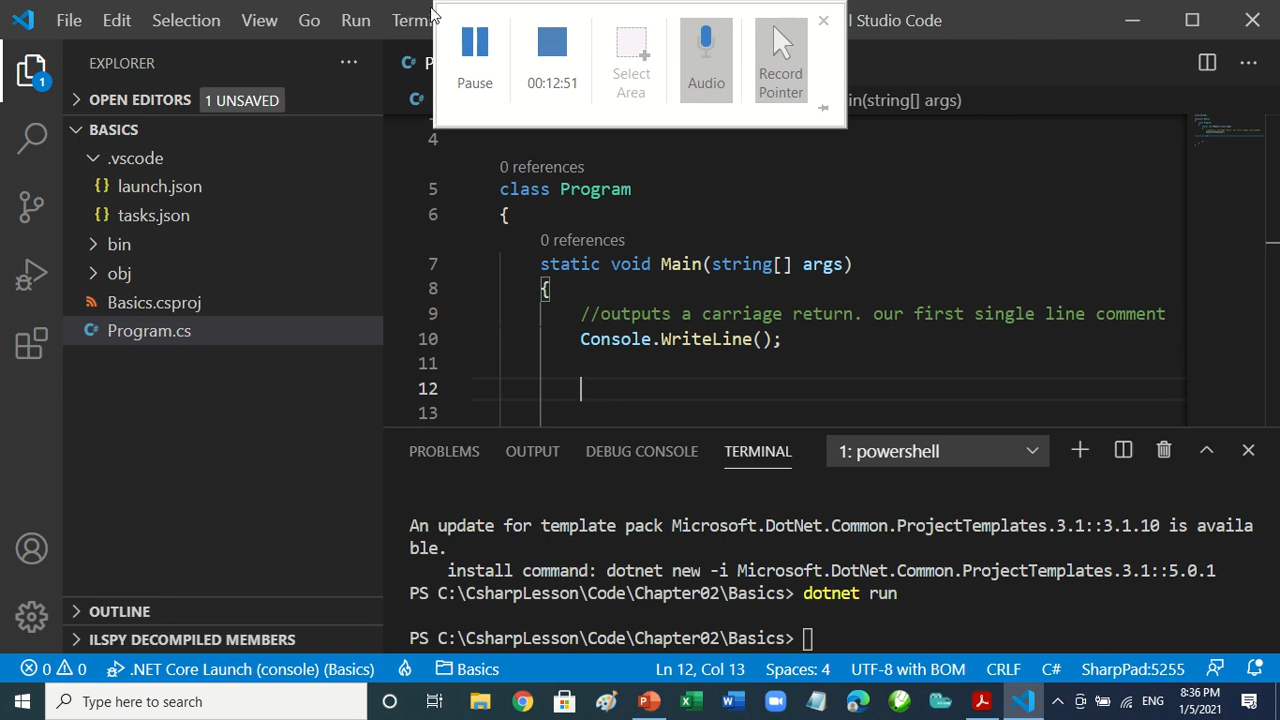 File Edit Selection View Go Run Term l Studio Code
Pause
00:12:51
Select
Area
Audio
Record
Pointer
1
EXPLORER
OPEN EDITORS 1 UNSAVED
BASICS
.vscode
{} launch.json
{} tasks.json
bin
obj
Basics.csproj
C# Program.cs
C# P
C# in(string[] args)
4
0 references
5 class Program
6 {
0 references
7 static void Main(string[] args)
8 {
9 //outputs a carriage return. our first single line comment
10 Console.WriteLine();
11
12
13
PROBLEMS OUTPUT DEBUG CONSOLE TERMINAL 1: powershell
An update for template pack Microsoft.DotNet.Common.ProjectTemplates.3.1::3.1.10 is availa
ble.
install command: dotnet new -i Microsoft.DotNet.Common.ProjectTemplates.3.1::5.0.1
PS C:\CsharpLesson\Code\Chapter02\Basics> dotnet run
PS C:\CsharpLesson\Code\Chapter02\Basics>
OUTLINE
ILSPY DECOMPILED MEMBERS
0 0 .NET Core Launch (console) (Basics) Basics Ln 12, Col 13 Spaces: 4 UTF-8 with BOM CRLF C# SharpPad:5255
Type here to search
ENG
8:36 PM
1/5/2021